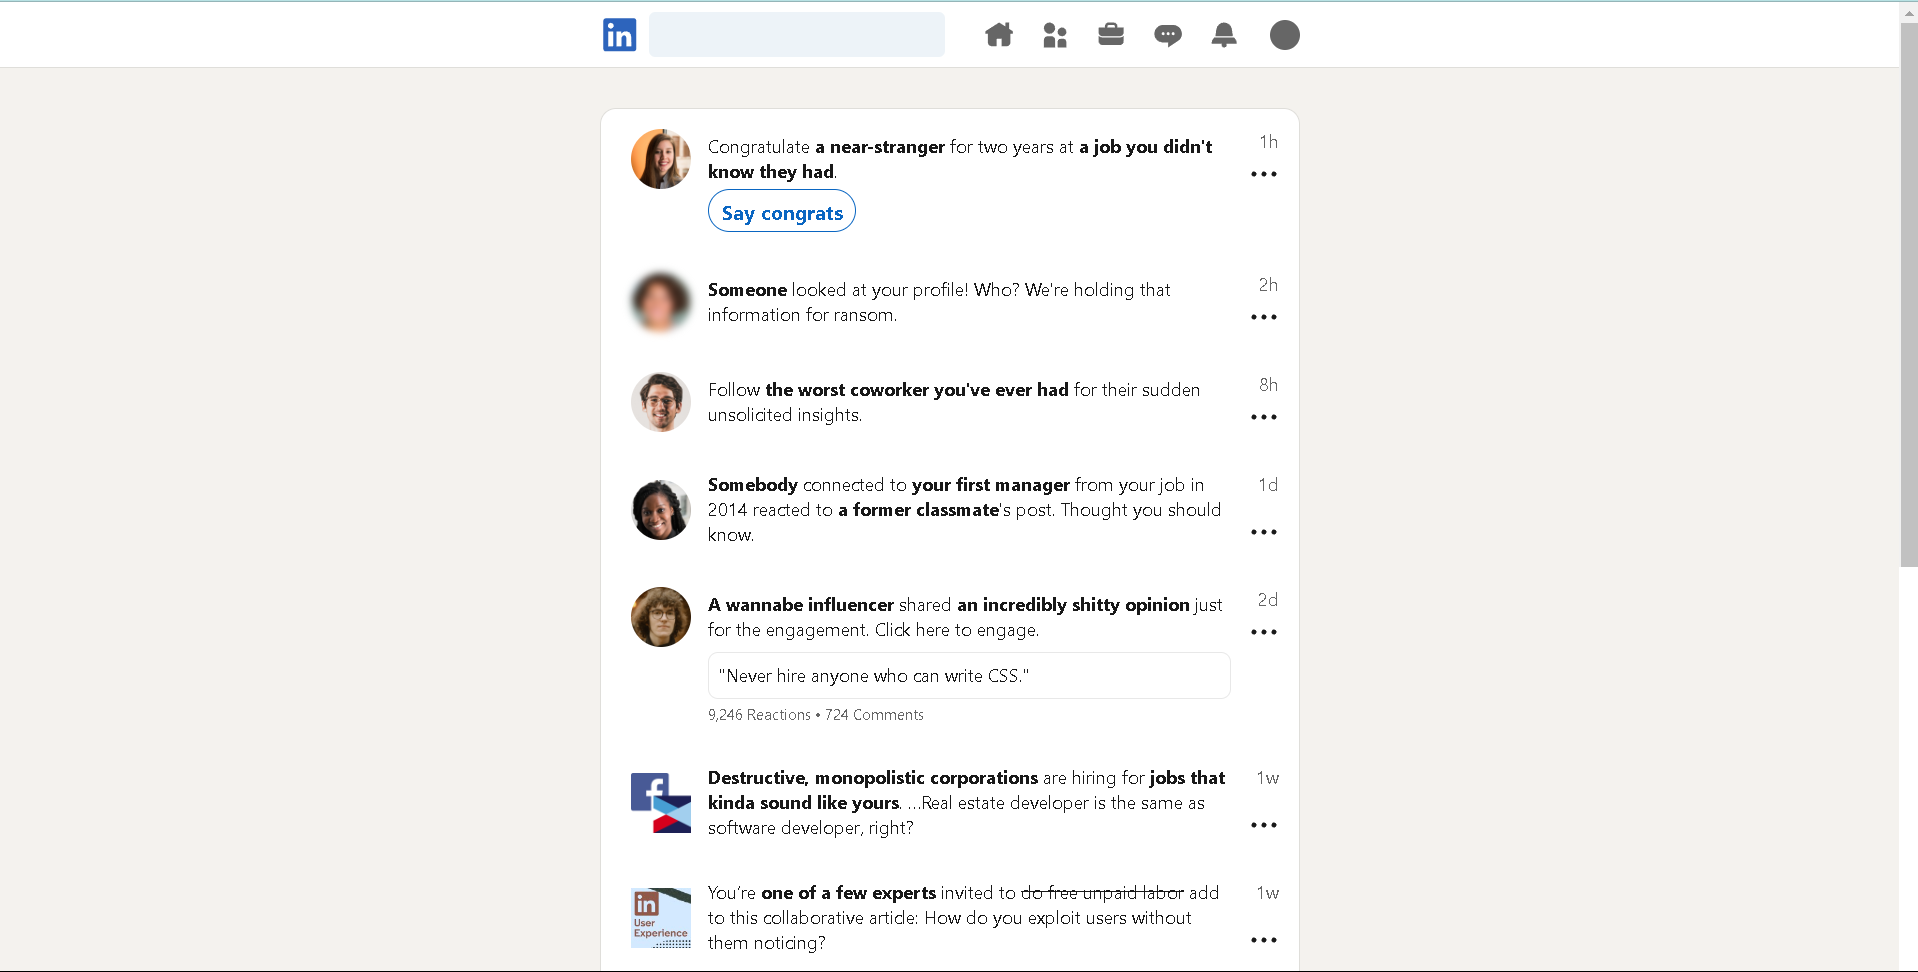 in
Congratulate a near-stranger for two years at a job you didn't
know they had.
1h
Say congrats
Someone looked at your profile! Who? We're holding that
information for ransom.
2h
Follow the worst coworker you've ever had for their sudden
unsolicited insights.
8h
Somebody connected to your first manager from your job in
2014 reacted to a former classmate's post. Thought you should
know.
1d
A wannabe influencer shared an incredibly shitty opinion just
for the engagement. Click here to engage.
2d
"Never hire anyone who can write CSS."
9,246 Reactions • 724 Comments
f
Destructive, monopolistic corporations are hiring for jobs that
kinda sound like yours. ...Real estate developer is the same as
software developer, right?
1w
in
User
Experience
You’re one of a few experts invited to do free unpaid labor add
to this collaborative article: How do you exploit users without
them noticing?
1w